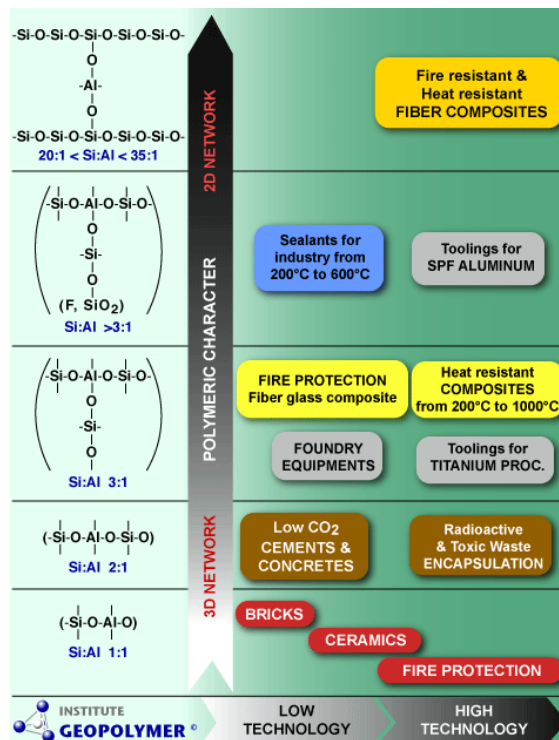 -Si-O-Si-O-Si-O-Si-O-Si-O-
O
-Al-
O
-Si-O-Si-O-Si-O-Si-O-Si-O-
20:1 < Si:Al < 35:1
Fire resistant &
Heat resistant
FIBER COMPOSITES
2D NETWORK
-Si-O-Al-O-Si-O-
O
-Si-
O
(F, SiO2)
Si:Al >3:1
Sealants for
industry from
200°C to 600°C
Toolings for
SPF ALUMINUM
POLYMERIC CHARACTER
-Si-O-Al-O-Si-O-
O
-Si-
O
Si:Al 3:1
FIRE PROTECTION
Fiber glass composite
Heat resistant
COMPOSITES
from 200°C to 1000°C
FOUNDRY
EQUIPMENTS
Toolings for
TITANIUM PROC.
(-Si-O-Al-O-Si-O)
Si:Al 2:1
Low CO2
CEMENTS &
CONCRETES
Radioactive
& Toxic Waste
ENCAPSULATION
3D NETWORK
(-Si-O-Al-O)
Si:Al 1:1
BRICKS
CERAMICS
FIRE PROTECTION
INSTITUTE
GEOPOLYMER ©
LOW
TECHNOLOGY
HIGH
TECHNOLOGY